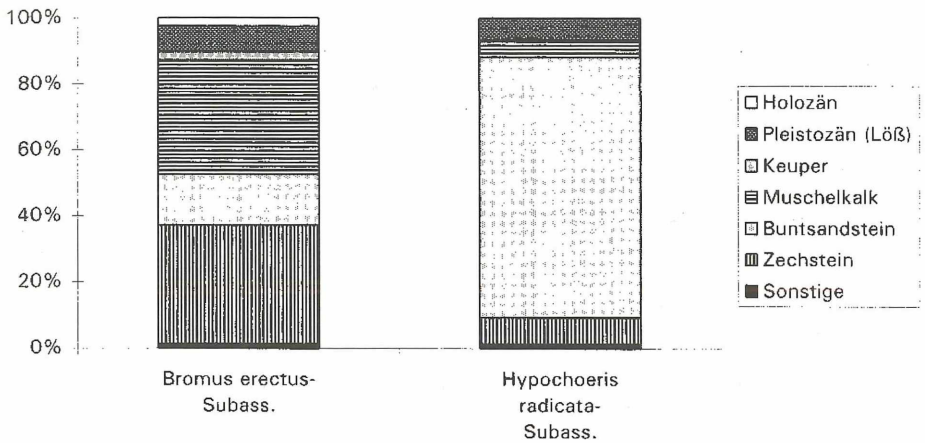 100%
80%
60%
40%
20%
0%
Bromus erectus-
Subass.
Hypochoeris
radicata-
Subass.
Holozän
Pleistozän (Löß)
Keuper
Muschelkalk
Buntsandstein
Zechstein
Sonstige